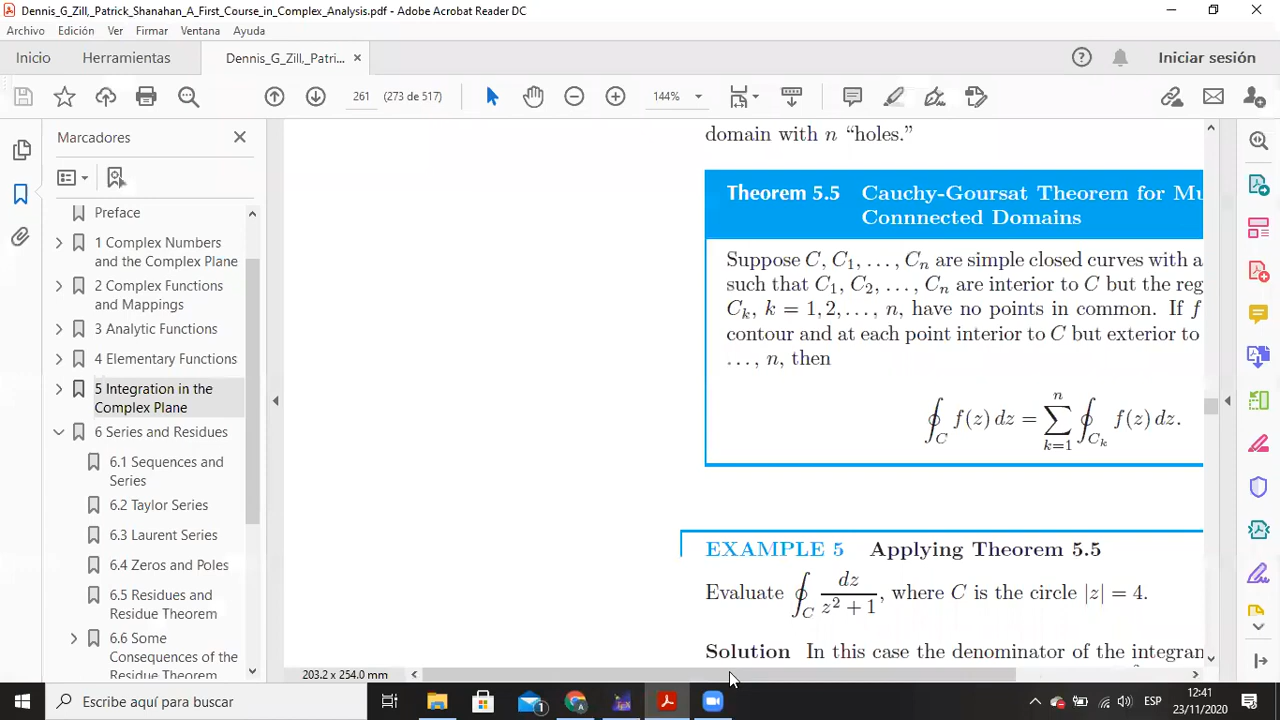 Dennis_G_Zill,_Patrick_Shanahan_A_First_Course_in_Complex_Analysis.pdf - Adobe Acrobat Reader DC
Archivo Edición Ver Firmar Ventana Ayuda
Inicio Herramientas Dennis_G_Zill,_Patri... × Iniciar sesión
261 (273 de 517) 144%
Marcadores
Preface
1 Complex Numbers
and the Complex Plane
2 Complex Functions
and Mappings
3 Analytic Functions
4 Elementary Functions
5 Integration in the
Complex Plane
6 Series and Residues
6.1 Sequences and
Series
6.2 Taylor Series
6.3 Laurent Series
6.4 Zeros and Poles
6.5 Residues and
Residue Theorem
6.6 Some
Consequences of the
Residue Theorem
domain with n “holes.”
Theorem 5.5 Cauchy-Goursat Theorem for Mu
Connnected Domains
Suppose C, C₁, . . . , Cₙ are simple closed curves with a
such that C₁, C₂, . . . , Cₙ are interior to C but the reg
Cₖ, k = 1, 2, . . . , n, have no points in common. If f
contour and at each point interior to C but exterior to
. . . , n, then
∮_C f(z) dz = ∑_{k=1}^{n} ∮_{Cₖ} f(z) dz.
EXAMPLE 5 Applying Theorem 5.5
Evaluate ∮_C dz/(z² + 1), where C is the circle |z| = 4.
Solution In this case the denominator of the integran
203.2 x 254.0 mm
Escribe aquí para buscar
1
ESP
12:41
23/11/2020